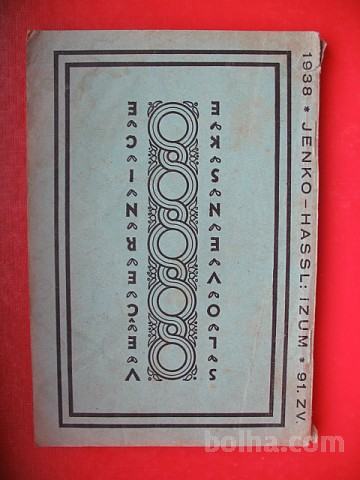 1938 * JENKO-HASSL: IZUM * 91. ZV.
SLOVENSKE
VEČERNICE
bolha.com